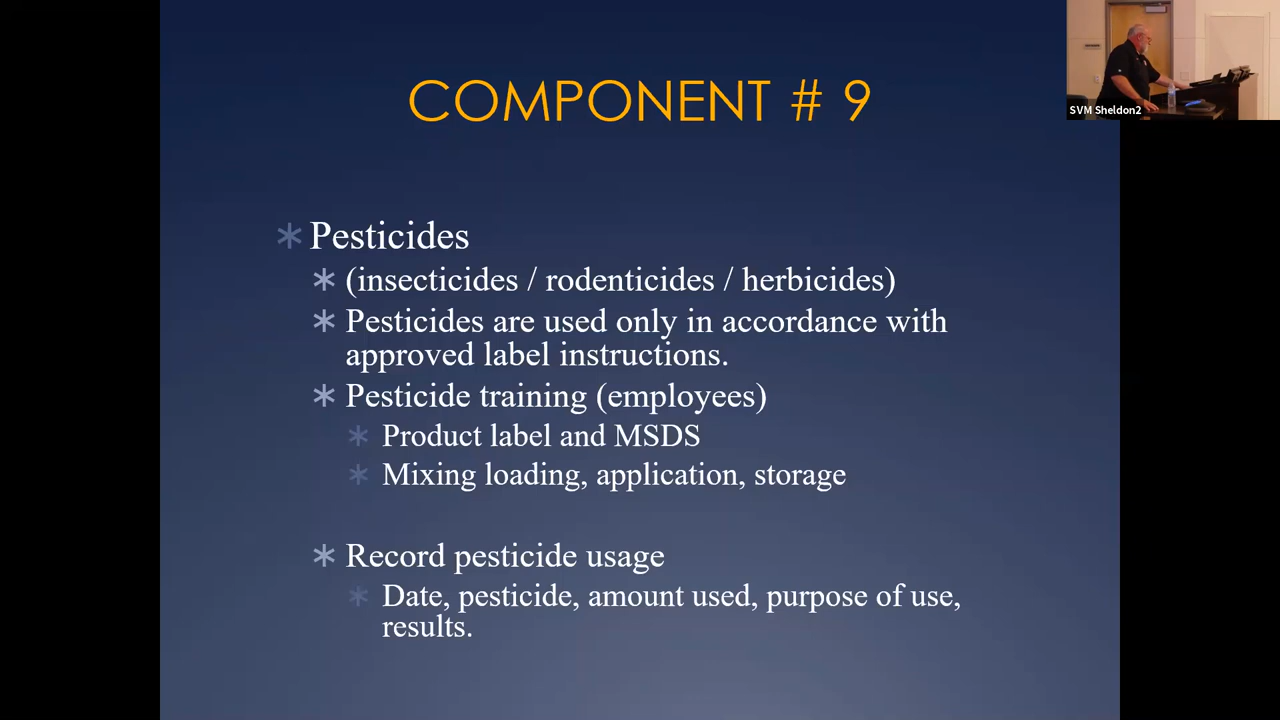 COMPONENT # 9
SVM Sheldon2
Pesticides
(insecticides / rodenticides / herbicides)
Pesticides are used only in accordance with
approved label instructions.
Pesticide training (employees)
Product label and MSDS
Mixing loading, application, storage
Record pesticide usage
Date, pesticide, amount used, purpose of use,
results.